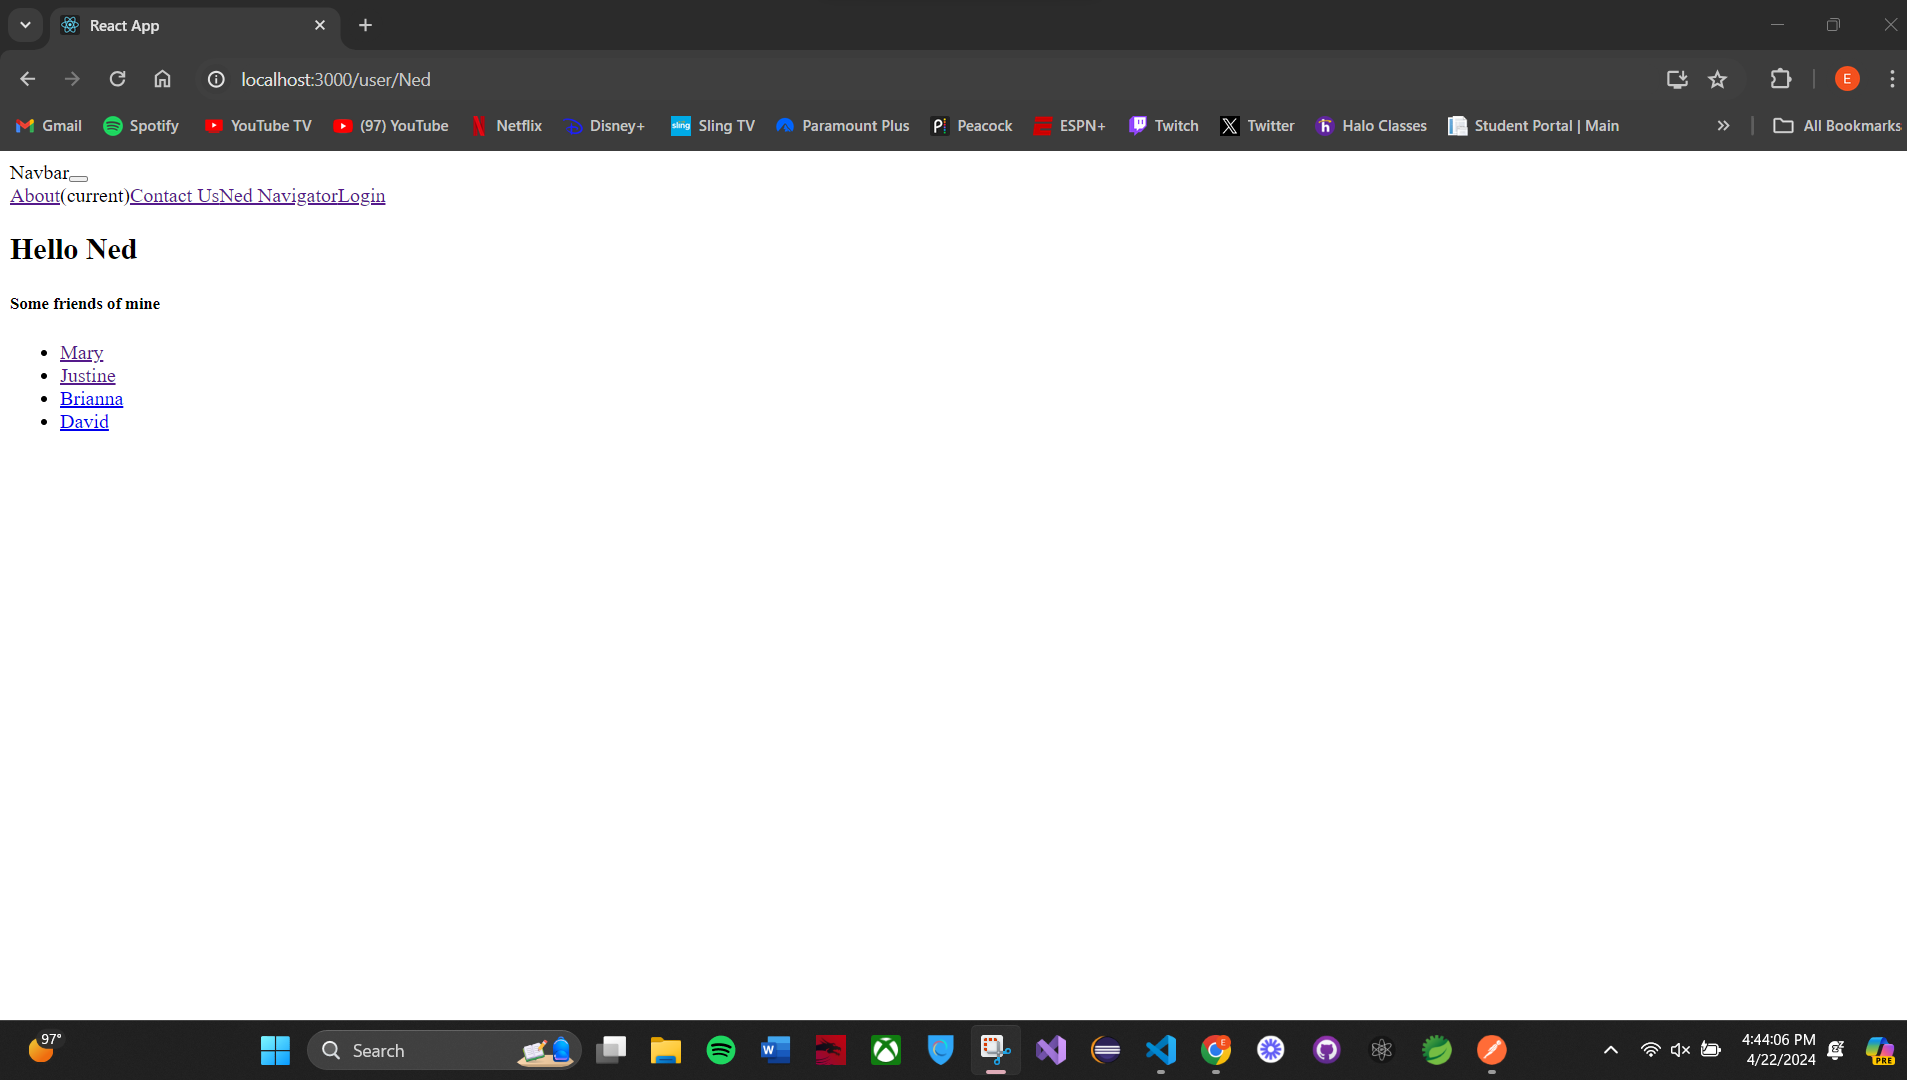 React App
localhost:3000/user/Ned
E
Gmail Spotify YouTube TV (97) YouTube Netflix Disney+ sling Sling TV Paramount Plus Peacock ESPN+ Twitch Twitter Halo Classes Student Portal | Main All Bookmarks
Navbar
About(current)Contact UsNed NavigatorLogin
Hello Ned
Some friends of mine
Mary
Justine
Brianna
David
97°
Search
4:44:06 PM
4/22/2024
PRE